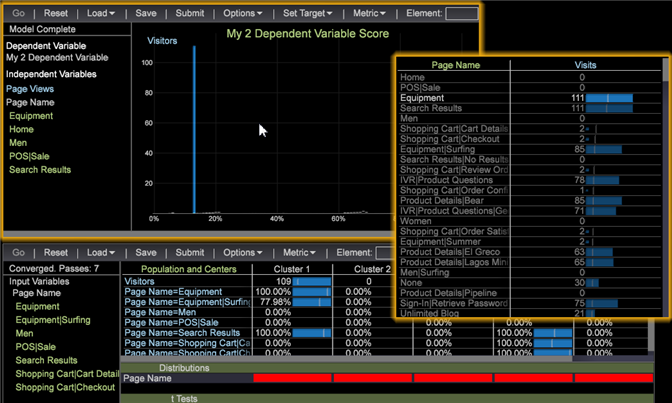 Go Reset Load Save Submit Options Set Target Metric Element:
Model Complete
Dependent Variable
My 2 Dependent Variable
Independent Variables
Page Views
Page Name
Equipment
Home
Men
POS|Sale
Search Results
My 2 Dependent Variable Score
Visitors
100
80
60
40
20
0% 20% 40% 60%
Page Name Visits
Home 0
POS|Sale 0
Equipment 111
Search Results 111
Men 0
Shopping Cart|Cart Details 2
Shopping Cart|Checkout 2
Equipment|Surfing 85
Search Results|No Results 0
Shopping Cart|Review Ord 2
IVR|Product Questions 78
Shopping Cart|Order Confi 1
Product Details|Bear 85
IVR|Product Questions|Ge 71
Women 0
Shopping Cart|Order Satis 2
Equipment|Summer 2
Product Details|El Greco 63
Product Details|Lagos Mini 65
Men|Surfing 0
None 30
Product Details|Pipeline 0
Sign-In|Retrieve Password 75
Unlimited Blog 21
Go Reset Load Save Submit Options Metric Element:
Converged. Passes: 7
Input Variables
Page Name
Equipment
Equipment|Surfing
Men
POS|Sale
Search Results
Shopping Cart|Cart Detail
Shopping Cart|Checkout
Population and Centers Cluster 1 Cluster 2
Visitors 109 0
Page Name=Equipment 100.00% 0.00%
Page Name=Equipment|Surfing 77.98% 0.00%
Page Name=Men 0.00% 0.00%
Page Name=POS|Sale 0.00% 0.00% 0.00% 0.00% 0.00%
Page Name=Search Results 100.00% 0.00% 0.00% 0.00% 100.00%
Page Name=Shopping Cart|Ca 0.00% 0.00% 0.00% 0.00% 100.00%
Page Name=Shopping Cart|Ch 0.00% 0.00% 0.00% 0.00% 100.00%
Distributions
Page Name
t Tests